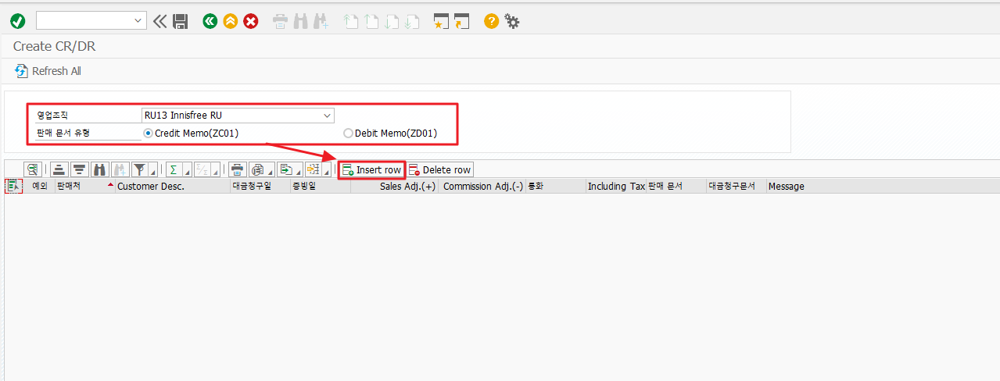 Create CR/DR
Refresh All
영업조직 RU13 Innisfree RU
판매 문서 유형 Credit Memo(ZC01) Debit Memo(ZD01)
Insert row Delete row
예외 판매처 Customer Desc. 대금청구일 증빙일 Sales Adj.(+) Commission Adj.(-) 통화 Including Tax 판매 문서 대금청구문서 Message